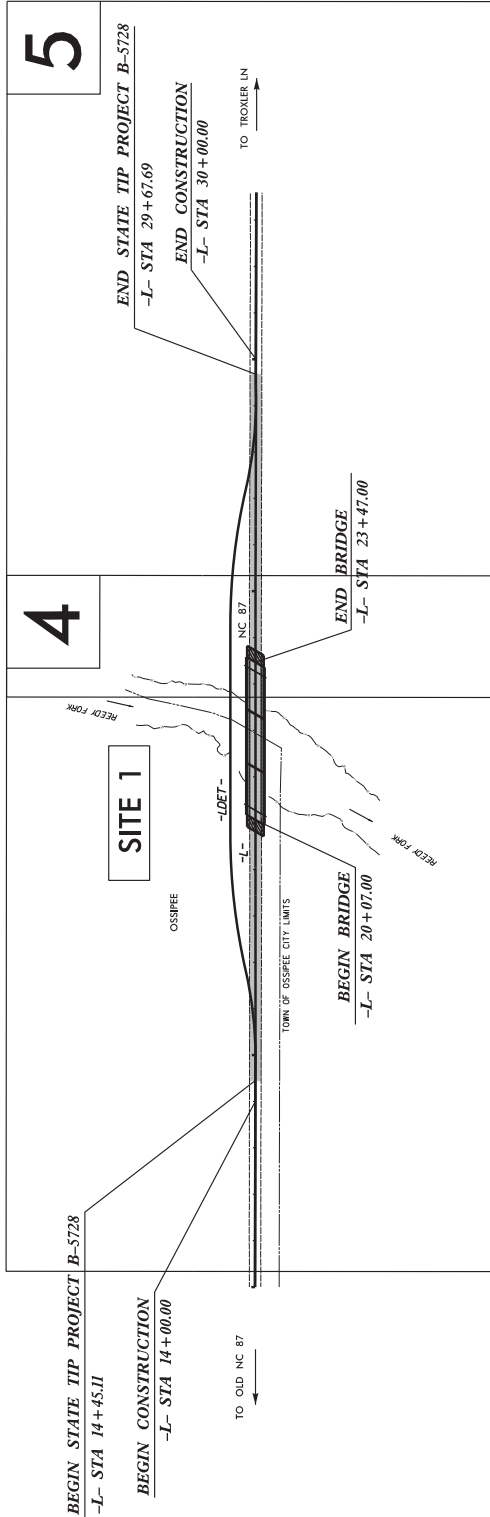 4
5
BEGIN STATE TIP PROJECT B-5728
-L- STA 14+45.11
BEGIN CONSTRUCTION
-L- STA 14+00.00
TO OLD NC 87
SITE 1
OSSIPEE
REEDY FORK
-LDET-
-L-
NC 87
TOWN OF OSSIPEE CITY LIMITS
BEGIN BRIDGE
-L- STA 20+07.00
REEDY FORK
END BRIDGE
-L- STA 23+47.00
END STATE TIP PROJECT B-5728
-L- STA 29+67.69
END CONSTRUCTION
-L- STA 30+00.00
TO TROXLER LN